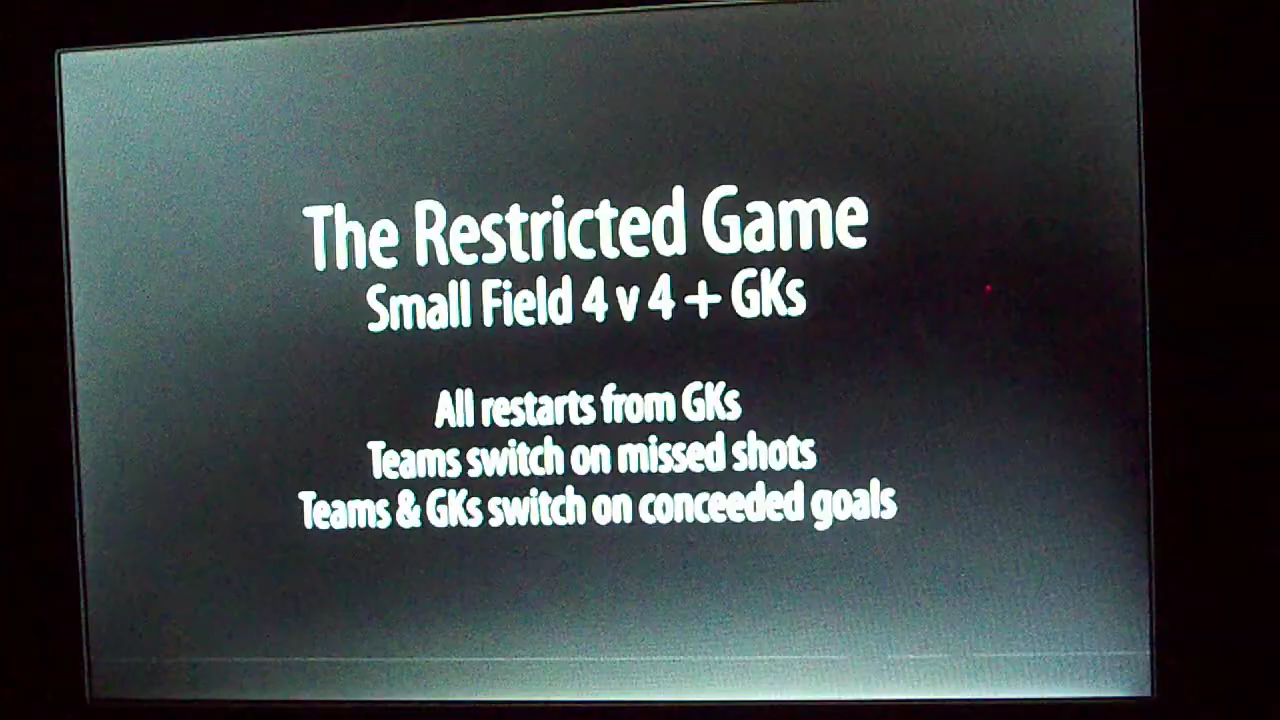 The Restricted Game
Small Field 4 v 4 + GKs
All restarts from GKs
Teams switch on missed shots
Teams & GKs switch on conceeded goals